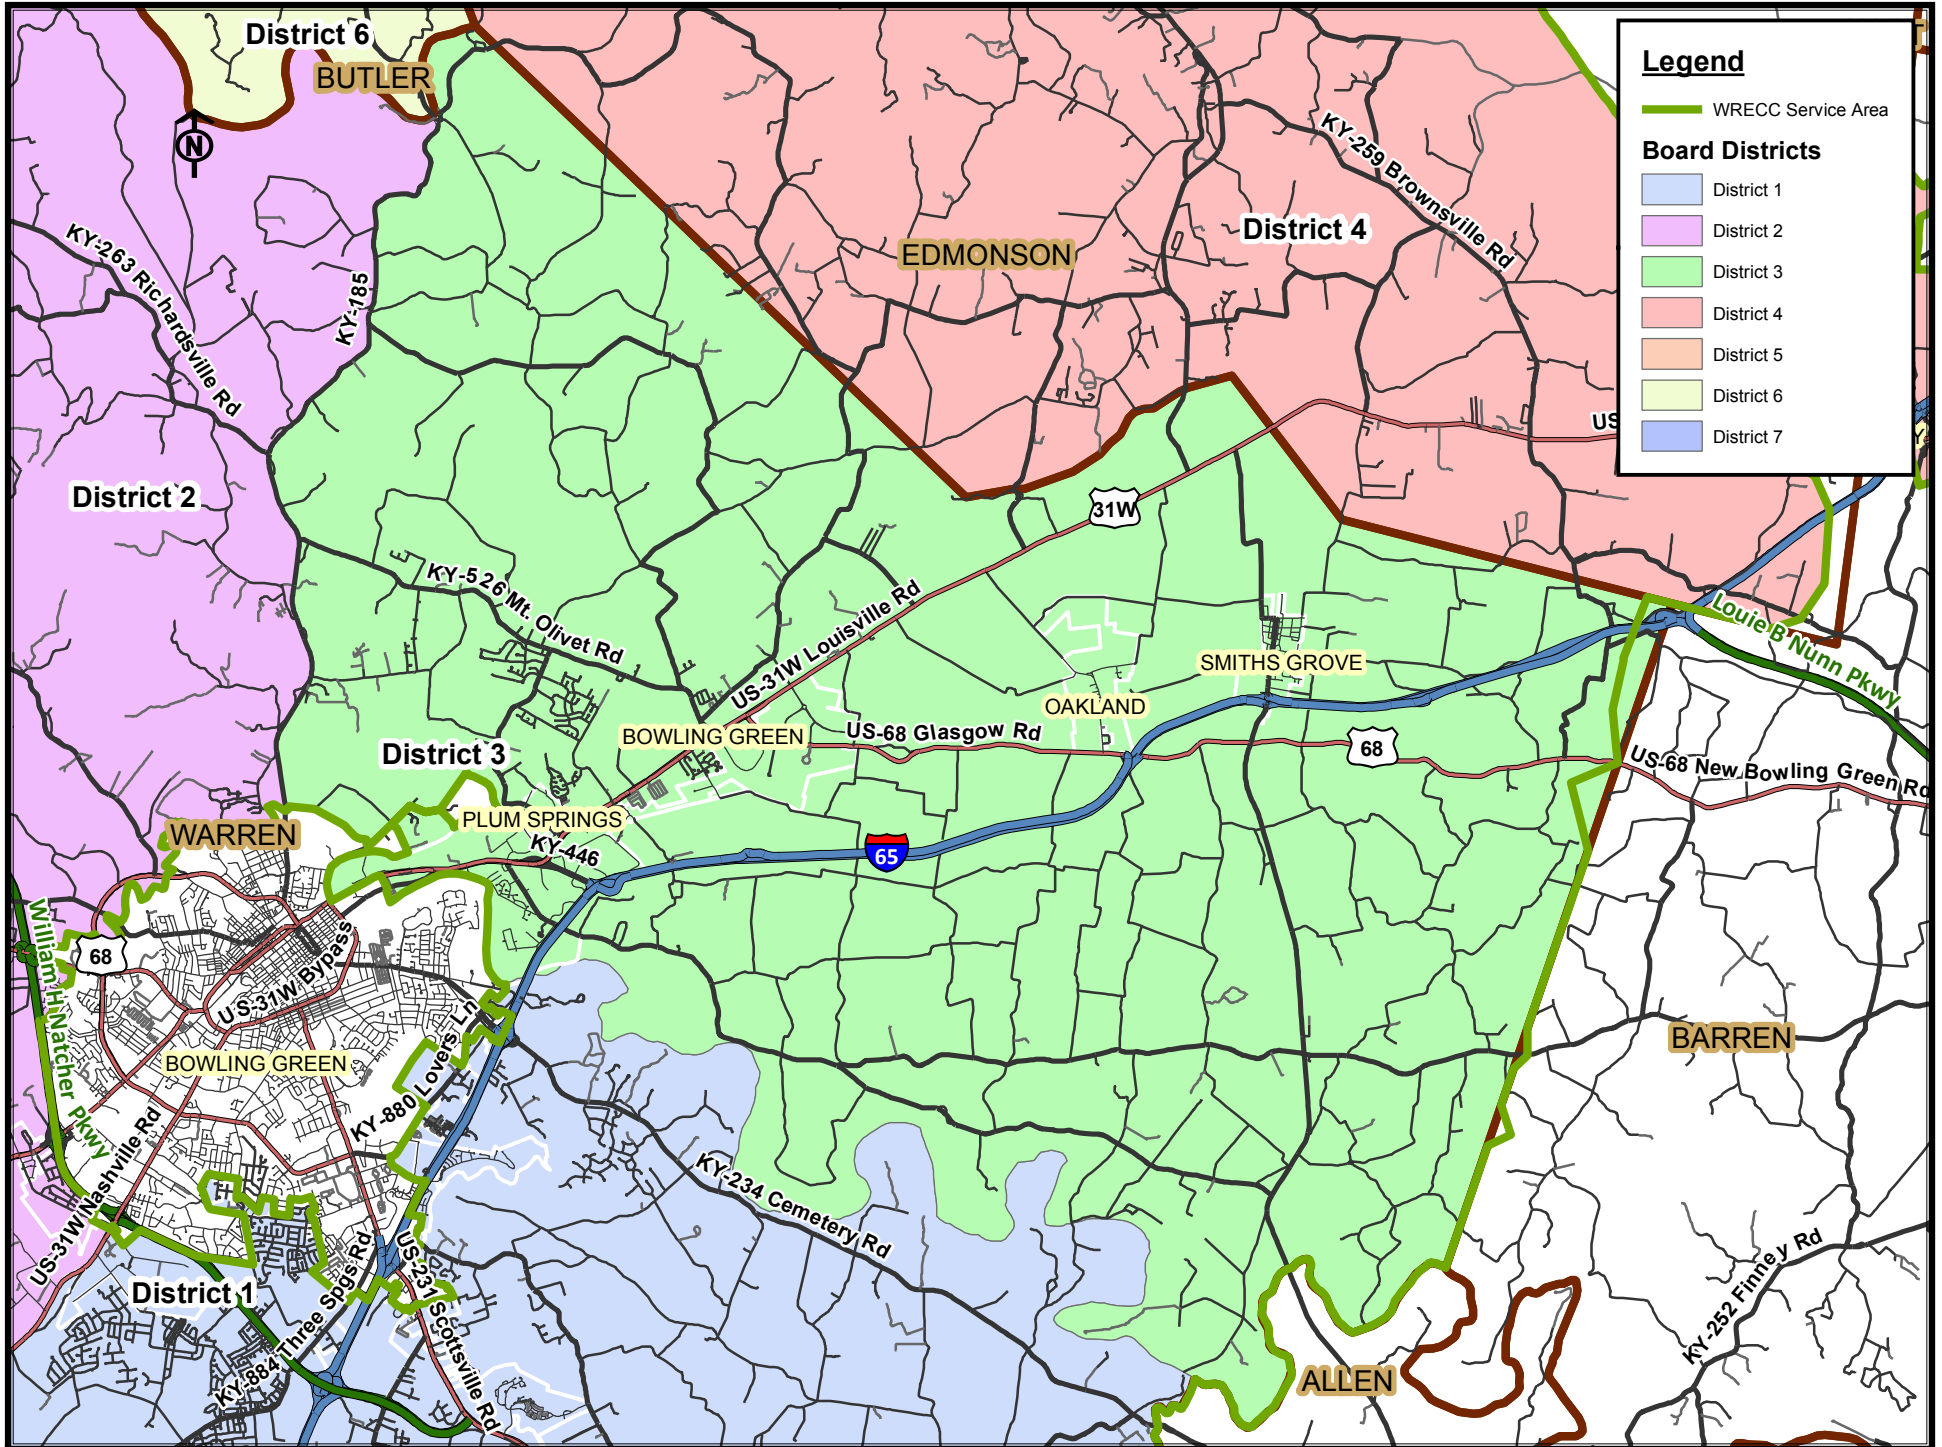 District 6
BUTLER
N
Legend
WRECC Service Area
Board Districts
District 1
District 2
District 3
District 4
District 5
District 6
District 7
KY-259 Brownsville Rd
District 4
EDMONSON
KY-263 Richardsville Rd
KY-185
US
District 2
31W
KY-526 Mt. Olivet Rd
US-31W Louisville Rd
Louie B Nunn Pkwy
SMITHS GROVE
OAKLAND
BOWLING GREEN
US-68 Glasgow Rd
68
District 3
US-68 New Bowling Green Rd
PLUM SPRINGS
WARREN
KY-446
65
William H Natcher Pkwy
68
US-31W Bypass
KY-880 Lovers Ln
BOWLING GREEN
BARREN
US-31W Nashville Rd
KY-234 Cemetery Rd
District 1
KY-884 Three Spgs Rd
US-231 Scottsville Rd
KY-252 Finney Rd
ALLEN